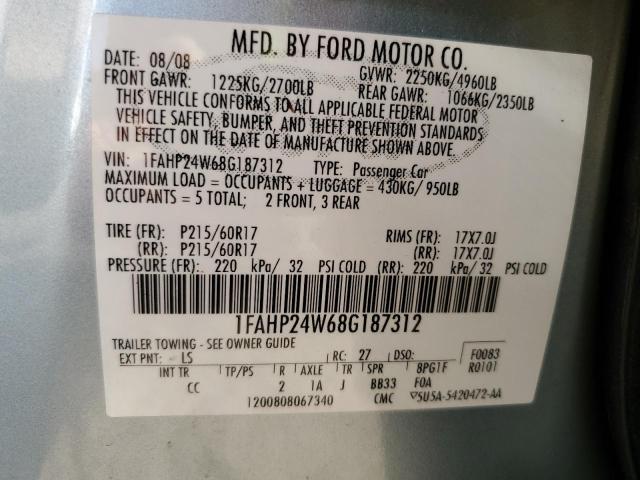 MFD. BY FORD MOTOR CO.
DATE: 08/08 GVWR: 2250KG/4960LB
FRONT GAWR: 1225KG/2700LB REAR GAWR: 1066KG/2350LB
THIS VEHICLE CONFORMS TO ALL APPLICABLE FEDERAL MOTOR
VEHICLE SAFETY, BUMPER, AND THEFT PREVENTION STANDARDS
IN EFFECT ON THE DATE OF MANUFACTURE SHOWN ABOVE.
VIN: 1FAHP24W68G187312 TYPE: Passenger Car
MAXIMUM LOAD = OCCUPANTS + LUGGAGE = 430KG/ 950LB
OCCUPANTS = 5 TOTAL; 2 FRONT, 3 REAR
TIRE (FR): P215/60R17 RIMS (FR): 17X7.0J
(RR): P215/60R17 (RR): 17X7.0J
PRESSURE (FR): 220 kPa/ 32 PSI COLD (RR): 220 kPa/ 32 PSI COLD
1FAHP24W68G187312
TRAILER TOWING - SEE OWNER GUIDE
EXT PNT: LS RC: 27 DSO: F0083
INT TR TP/PS R AXLE TR SPR 8PG1F R0101
CC 2 1A J BB33 F0A
1200808067340 CMC ▽5U5A-5420472-AA